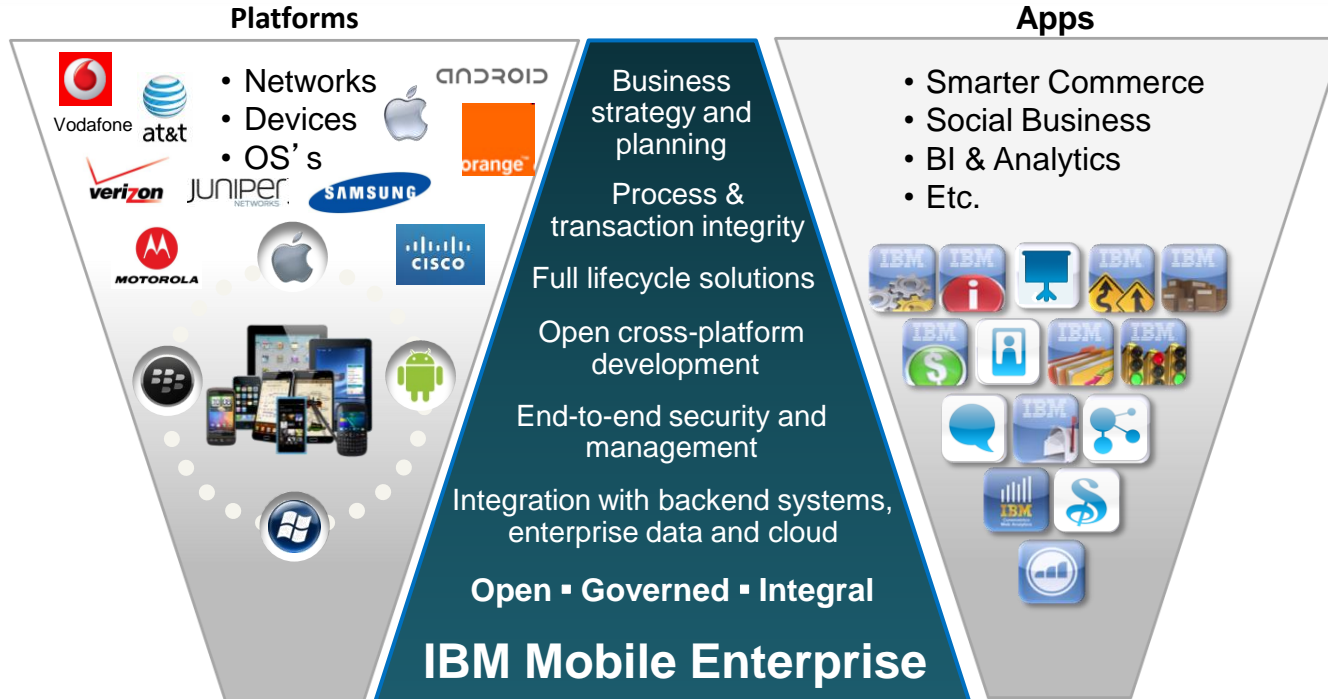 Platforms
Apps
Vodafone
at&t
• Networks
• Devices
• OS's
ANDROID
orange™
verizon
JUNIPER
NETWORKS
SAMSUNG
MOTOROLA
CISCO
Business
strategy and
planning
Process &
transaction integrity
Full lifecycle solutions
Open cross-platform
development
End-to-end security and
management
Integration with backend systems,
enterprise data and cloud
Open ▪ Governed ▪ Integral
IBM Mobile Enterprise
• Smarter Commerce
• Social Business
• BI & Analytics
• Etc.
IBM
IBM
i
IBM
IBM
IBM
$
IBM
IBM
IBM
IBM